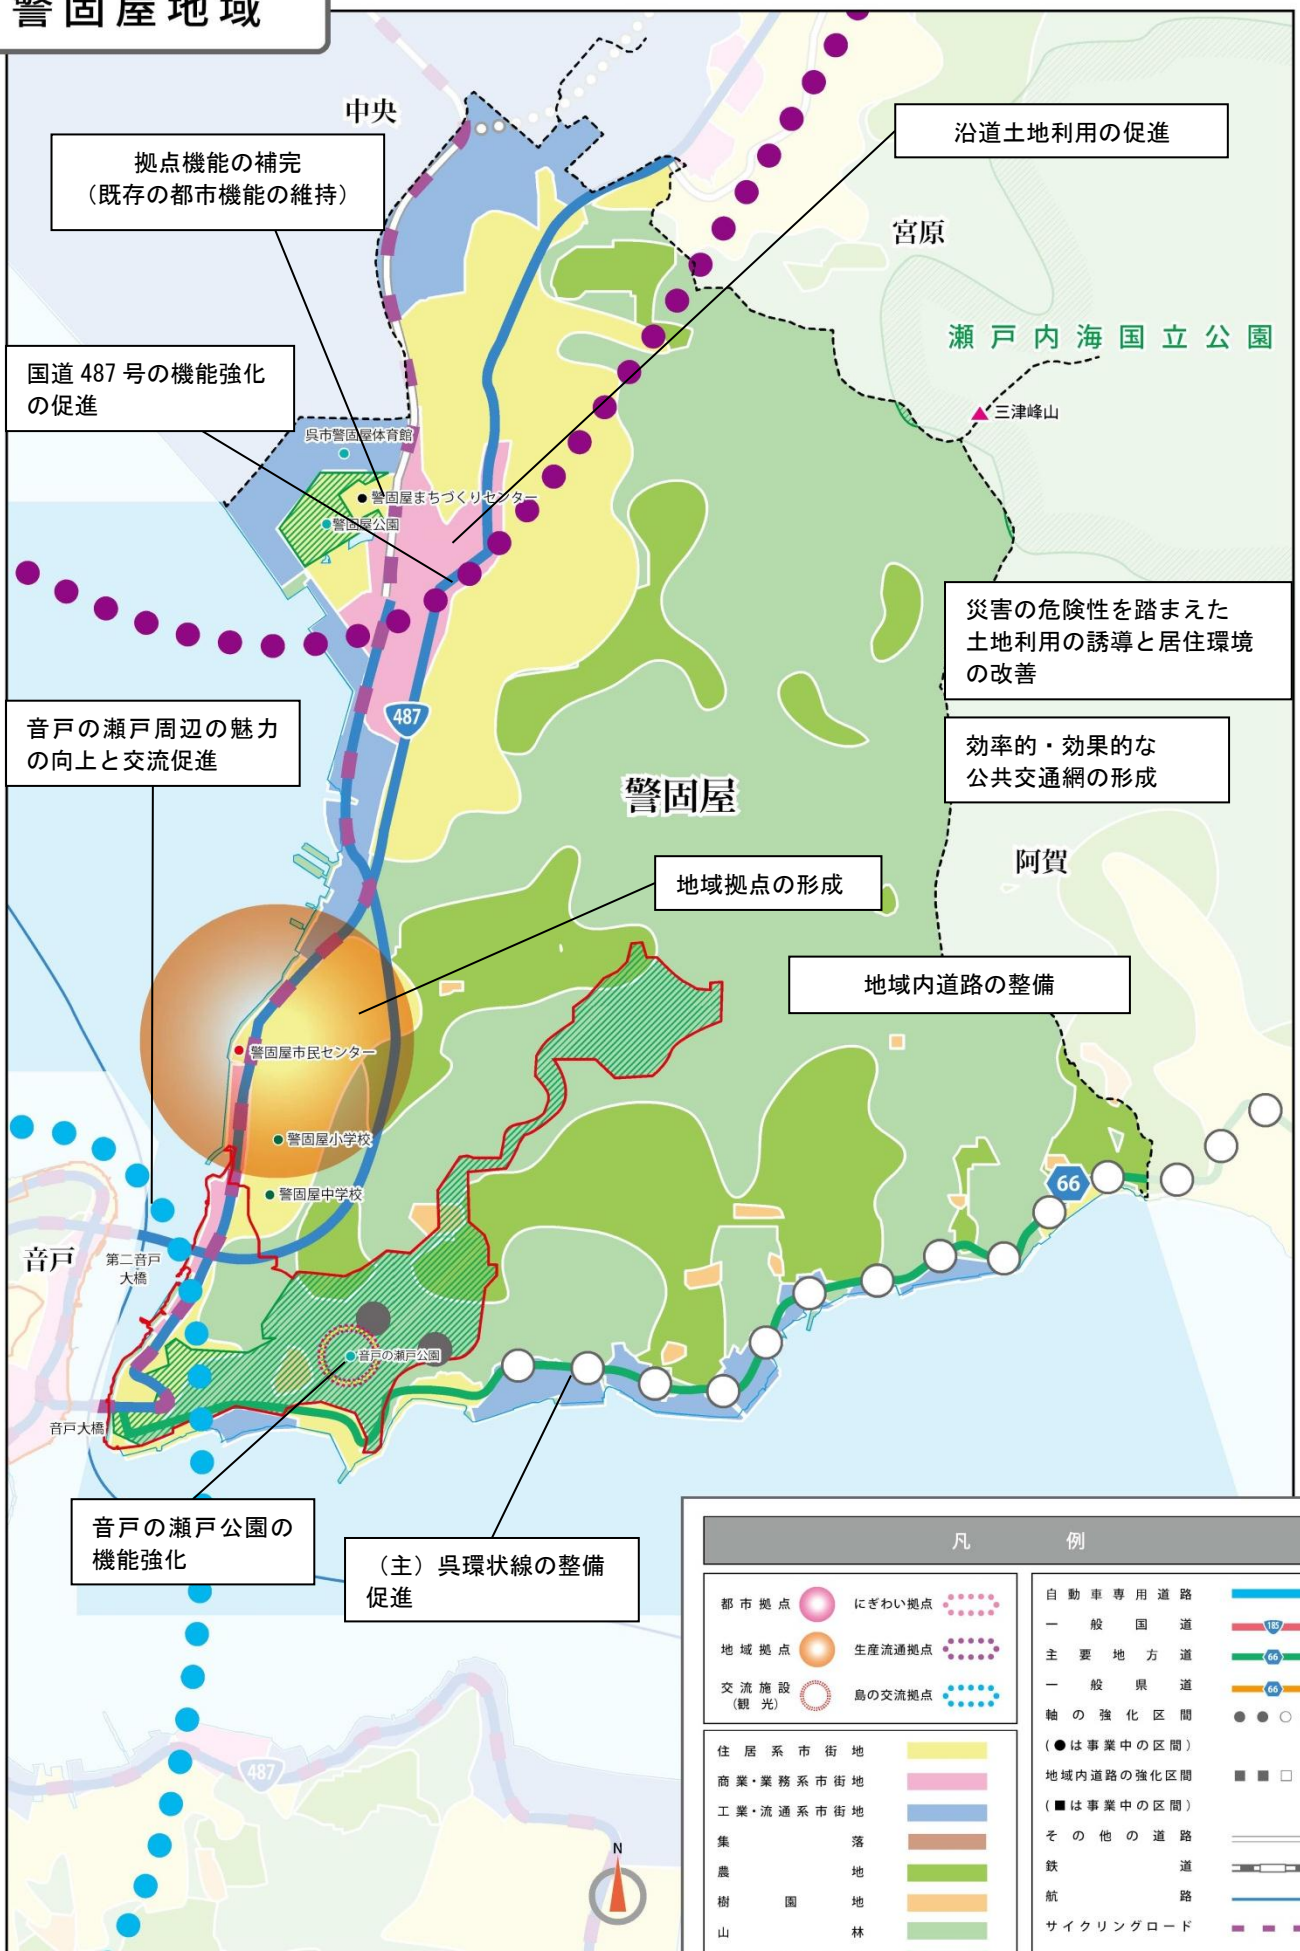 警固屋地域
中央
沿道土地利用の促進
拠点機能の補完
（既存の都市機能の維持）
宮原
瀬戸内海国立公園
国道487号の機能強化
の促進
三津峰山
呉市警固屋体育館
警固屋まちづくりセンター
警固屋公園
災害の危険性を踏まえた
土地利用の誘導と居住環境
の改善
音戸の瀬戸周辺の魅力
の向上と交流促進
487
効率的・効果的な
公共交通網の形成
警固屋
阿賀
地域拠点の形成
地域内道路の整備
警固屋市民センター
警固屋小学校
66
警固屋中学校
音戸
第二音戸
大橋
音戸の瀬戸公園
音戸大橋
音戸の瀬戸公園の
機能強化
（主）呉環状線の整備
促進
凡例
都市拠点
にぎわい拠点
地域拠点
生産流通拠点
交流施設
(観光)
島の交流拠点
住居系市街地
商業・業務系市街地
工業・流通系市街地
集落
農地
樹園地
山林
自動車専用道路
一般国道
185
主要地方道
66
一般県道
66
軸の強化区間
(●は事業中の区間)
地域内道路の強化区間
(■は事業中の区間)
その他の道路
鉄道
航路
サイクリングロード
487
N